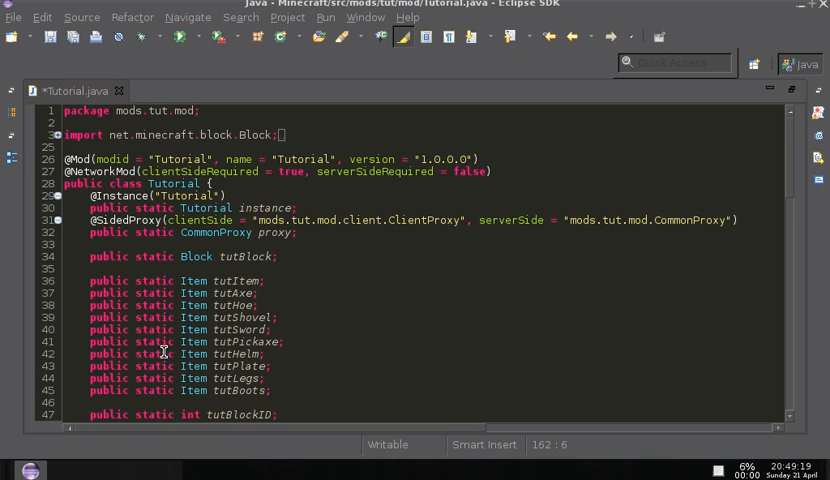 Java - Minecraft/src/mods/tut/mod/Tutorial.java - Eclipse SDK
File Edit Source Refactor Navigate Search Project Run Window Help
Quick Access
Java
*Tutorial.java
1 package mods.tut.mod;
2
3 import net.minecraft.block.Block;
25
26 @Mod(modid = "Tutorial", name = "Tutorial", version = "1.0.0.0")
27 @NetworkMod(clientSideRequired = true, serverSideRequired = false)
28 public class Tutorial {
29 @Instance("Tutorial")
30 public static Tutorial instance;
31 @SidedProxy(clientSide = "mods.tut.mod.client.ClientProxy", serverSide = "mods.tut.mod.CommonProxy")
32 public static CommonProxy proxy;
33
34 public static Block tutBlock;
35
36 public static Item tutItem;
37 public static Item tutAxe;
38 public static Item tutHoe;
39 public static Item tutShovel;
40 public static Item tutSword;
41 public static Item tutPickaxe;
42 public static Item tutHelm;
43 public static Item tutPlate;
44 public static Item tutLegs;
45 public static Item tutBoots;
46
47 public static int tutBlockID;
Writable Smart Insert 162 : 6
6% 20:49:19
00:00 Sunday 21 April